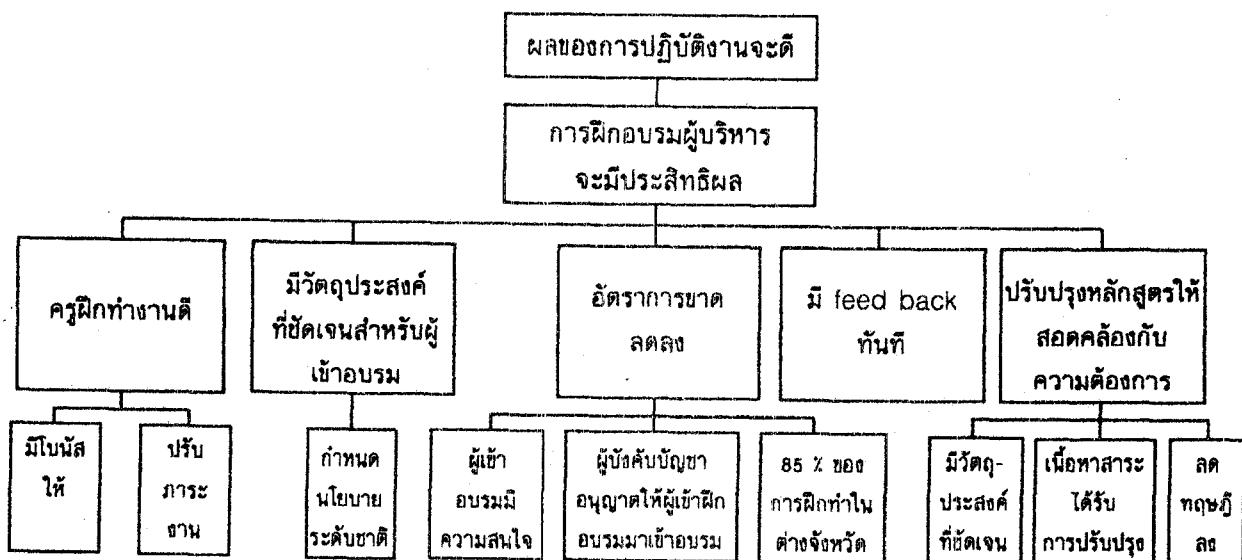 ผลของการปฏิบัติงานจะดี
การฝึกอบรมผู้บริหาร
จะมีประสิทธิผล
ครูฝึกทำงานดี
มีวัตถุประสงค์
ที่ชัดเจนสำหรับผู้
เข้าอบรม
อัตราการขาด
ลดลง
มี feed back
ทันที
ปรับปรุงหลักสูตรให้
สอดคล้องกับ
ความต้องการ
มีโบนัส
ให้
ปรับ
ภาระ
งาน
กำหนด
นโยบาย
ระดับชาติ
ผู้เข้า
อบรมมี
ความสนใจ
ผู้บังคับบัญชา
อนุญาตให้ผู้เข้าฝึก
อบรมมาเข้าอบรม
85 % ของ
การฝึกทำใน
ต่างจังหวัด
มีวัตถุ-
ประสงค์
ที่ชัดเจน
เนื้อหาสาระ
ได้รับ
การปรับปรุง
ลด
ทฤษฎี
ลง